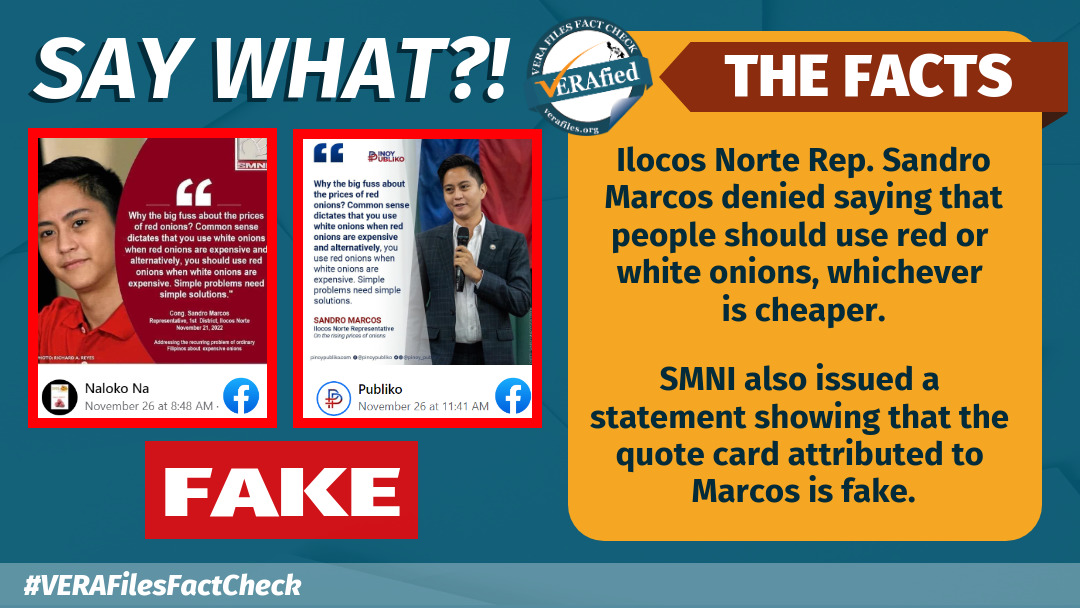 SAY WHAT?!
VERA FILES FACT CHECK
VERAfied
verafiles.org
THE FACTS
SMNI
Why the big fuss about the prices
of red onions? Common sense
dictates that you use white onions
when red onions are expensive and
alternatively, you should use red
onions when white onions are
expensive. Simple problems need
simple solutions."
Cong. Sandro Marcos
Representative, 1st District, Ilocos Norte
November 21, 2022
Addressing the recurring problem of ordinary
Filipinos about expensive onions
PHOTO: RICHARD A. REYES
Naloko Na
November 26 at 8:48 AM ·
PINOY
PUBLIKO
Why the big fuss about
the prices of red
onions? Common sense
dictates that you use
white onions when red
onions are expensive
and alternatively, you
use red onions when
white onions are
expensive. Simple
problems need simple
solutions.
SANDRO MARCOS
Ilocos Norte Representative
On the rising prices of onions
pinoypubliko.com @pinoypubliko @pinoy_publ
Publiko
November 26 at 11:41 AM
FAKE
Ilocos Norte Rep. Sandro
Marcos denied saying that
people should use red or
white onions, whichever
is cheaper.
SMNI also issued a
statement showing that the
quote card attributed to
Marcos is fake.
#VERAFilesFactCheck